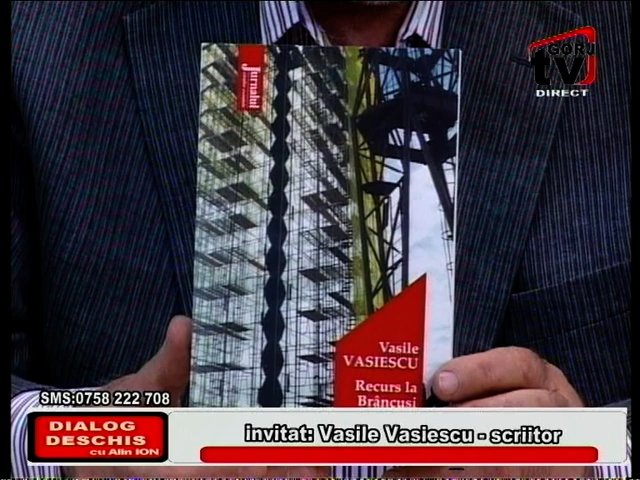 GORJ
tv
DIRECT
Jurnalul
Vasile
VASIESCU
Recurs la
Brâncuși
SMS:0758 222 708
DIALOG
DESCHIS
cu Alin ION
invitat: Vasile Vasiescu - scriitor